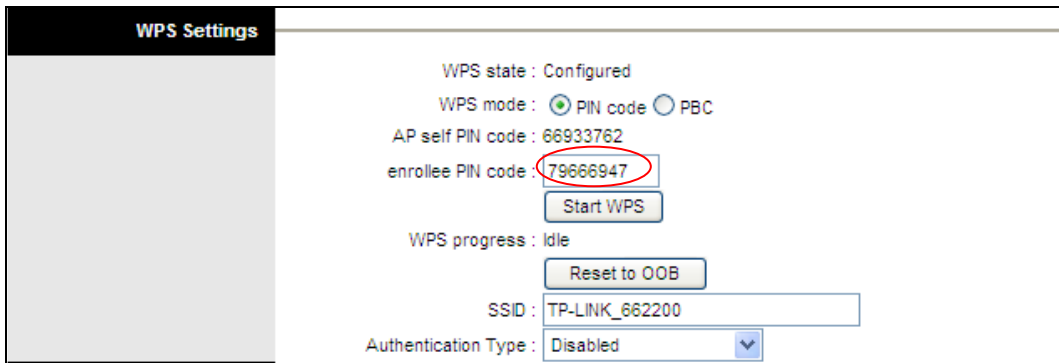 WPS Settings
WPS state : Configured
WPS mode : PIN code PBC
AP self PIN code : 66933762
enrollee PIN code : 79666947
Start WPS
WPS progress : Idle
Reset to OOB
SSID : TP-LINK_662200
Authentication Type : Disabled